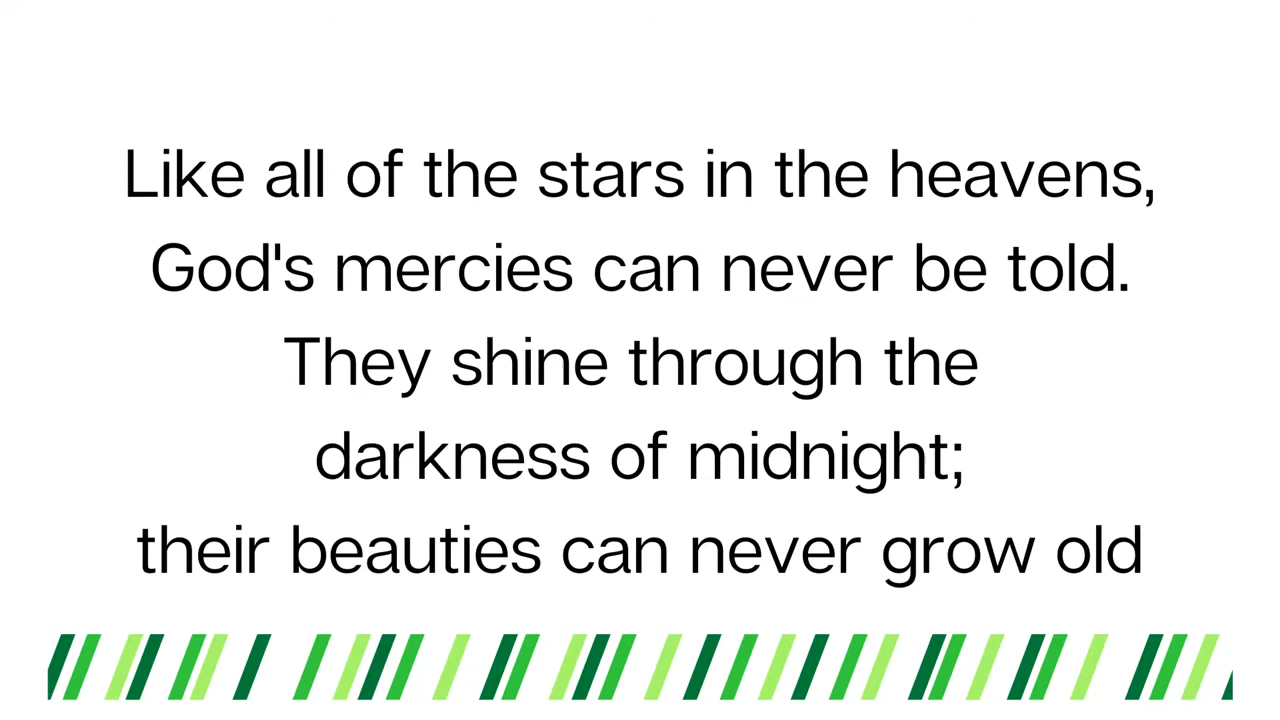 Like all of the stars in the heavens,
God's mercies can never be told.
They shine through the
darkness of midnight;
their beauties can never grow old